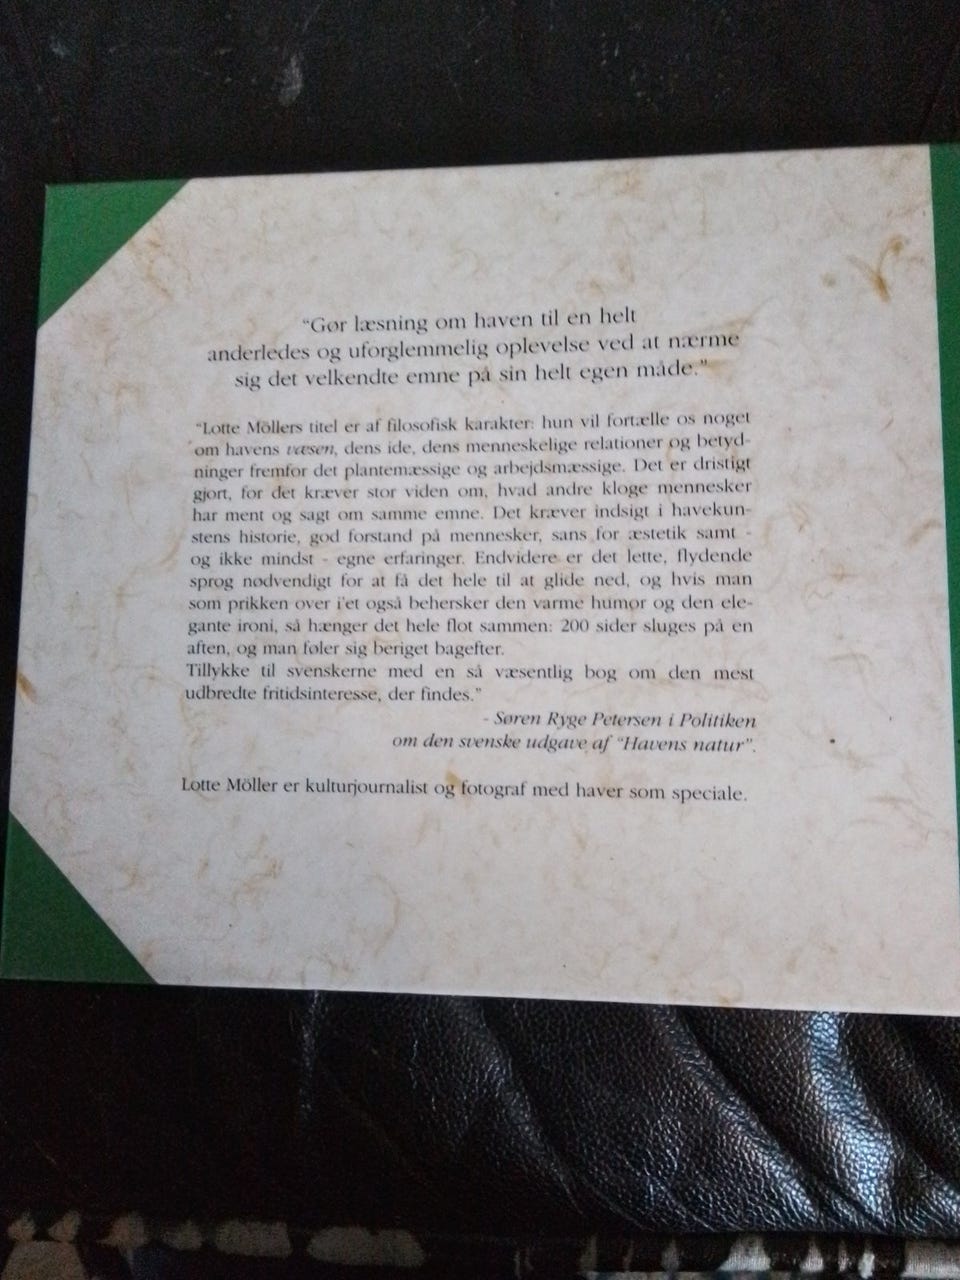 “Gør læsning om haven til en helt
anderledes og uforglemmelig oplevelse ved at nærme
sig det velkendte emne på sin helt egen måde.”
“Lotte Möllers titel er af filosofisk karakter: hun vil fortælle os noget
om havens væsen, dens ide, dens menneskelige relationer og betyd-
ninger fremfor det plantemæssige og arbejdsmæssige. Det er dristigt
gjort, for det kræver stor viden om, hvad andre kloge mennesker
har ment og sagt om samme emne. Det kræver indsigt i havekun-
stens historie, god forstand på mennesker, sans for æstetik samt -
og ikke mindst - egne erfaringer. Endvidere er det lette, flydende
sprog nødvendigt for at få det hele til at glide ned, og hvis man
som prikken over i'et også behersker den varme humor og den ele-
gante ironi, så hænger det hele flot sammen: 200 sider sluges på en
aften, og man føler sig beriget bagefter.
Tillykke til svenskerne med en så væsentlig bog om den mest
udbredte fritidsinteresse, der findes.”
- Søren Ryge Petersen i Politiken
om den svenske udgave af “Havens natur”.
Lotte Möller er kulturjournalist og fotograf med haver som speciale.